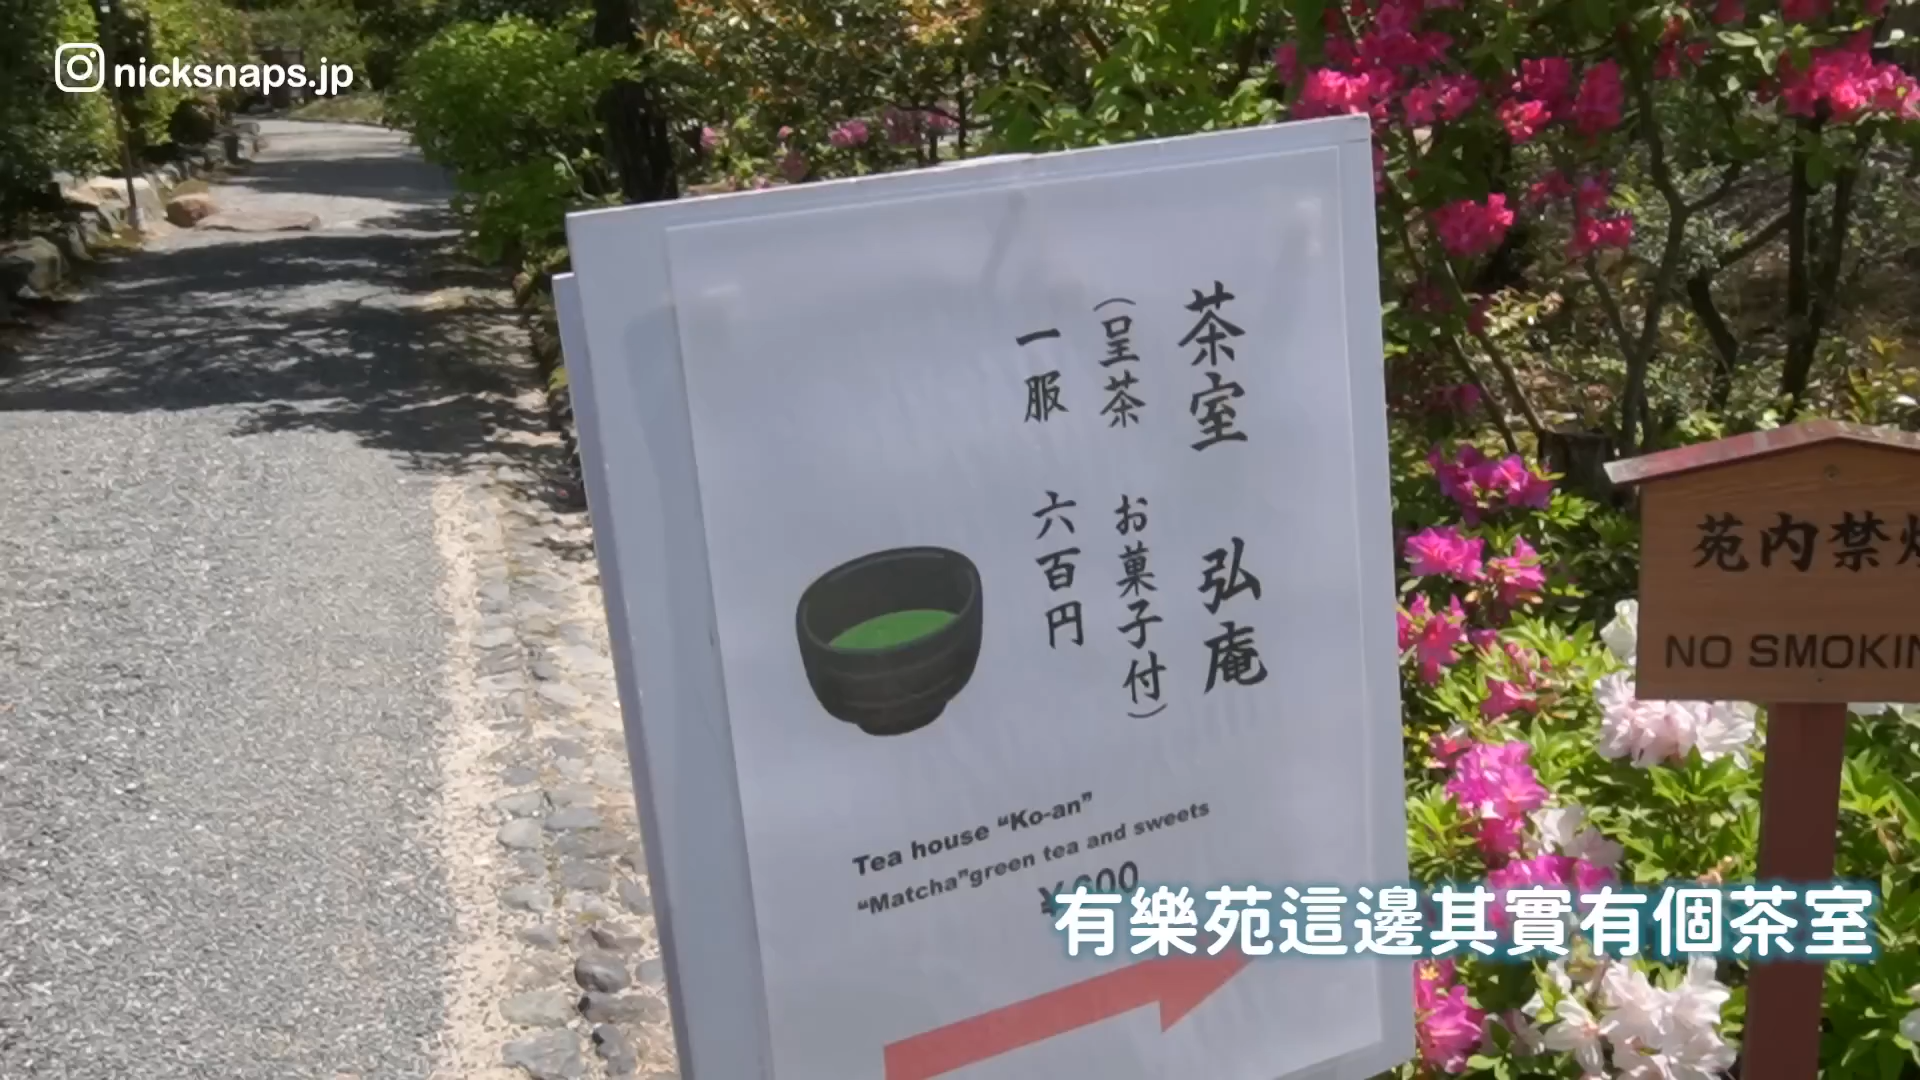 nicksnaps.jp
茶室 弘庵
(呈茶 お菓子付)
一服 六百円
Tea house “Ko-an”
“Matcha”green tea and sweets
¥600
苑内禁
NO SMOKIN
有樂苑這邊其實有個茶室